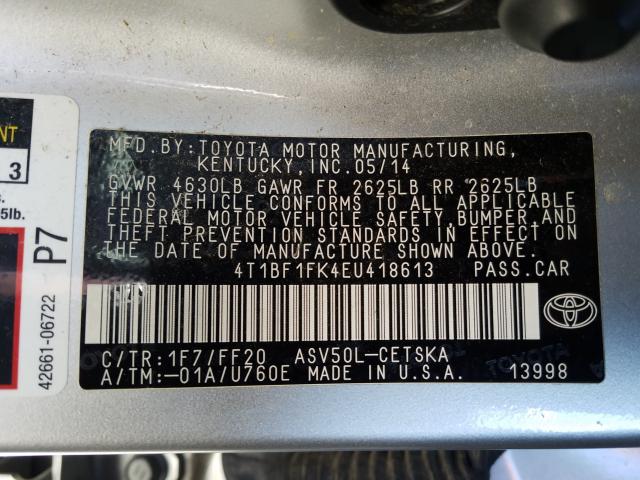 MFD.BY:TOYOTA MOTOR MANUFACTURING,
KENTUCKY,INC.05/14
GVWR 4630LB GAWR FR 2625LB RR 2625LB
THIS VEHICLE CONFORMS TO ALL APPLICABLE
FEDERAL MOTOR VEHICLE SAFETY,BUMPER,AND
THEFT PREVENTION STANDARDS IN EFFECT ON
THE DATE OF MANUFACTURE SHOWN ABOVE.
4T1BF1FK4EU418613 PASS.CAR
C/TR:1F7/FF20 ASV50L-CETSKA
A/TM:-01A/U760E MADE IN U.S.A. 13998
TOYOTA
NT
3
5lb.
P7
42661-06722